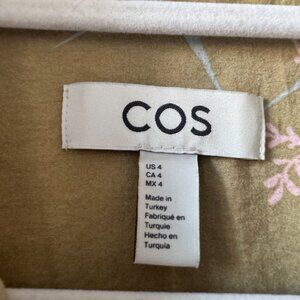 COS
US 4
CA 4
MX 4
Made in
Turkey
Fabriqué en
Turquie
Hecho en
Turquía